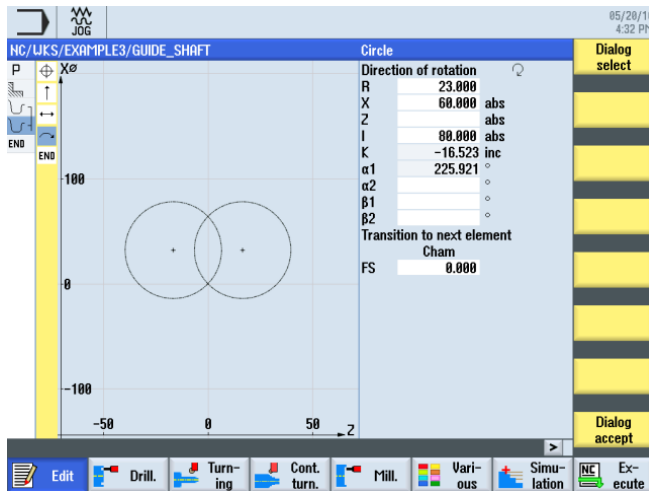 JOG
05/20/1
4:32 PM
NC/WKS/EXAMPLE3/GUIDE_SHAFT
Circle
Dialog
select
P
END
END
XØ
100
0
-100
-50
0
50
Z
Direction of rotation
R 23.000
X 60.000 abs
Z abs
I 80.000 abs
K -16.523 inc
α1 225.921 °
α2 °
β1 °
β2 °
Transition to next element
Cham
FS 0.000
Dialog
accept
>
Edit
Drill.
Turn-
ing
Cont.
turn.
Mill.
Vari-
ous
Simu-
lation
NC
Ex-
ecute